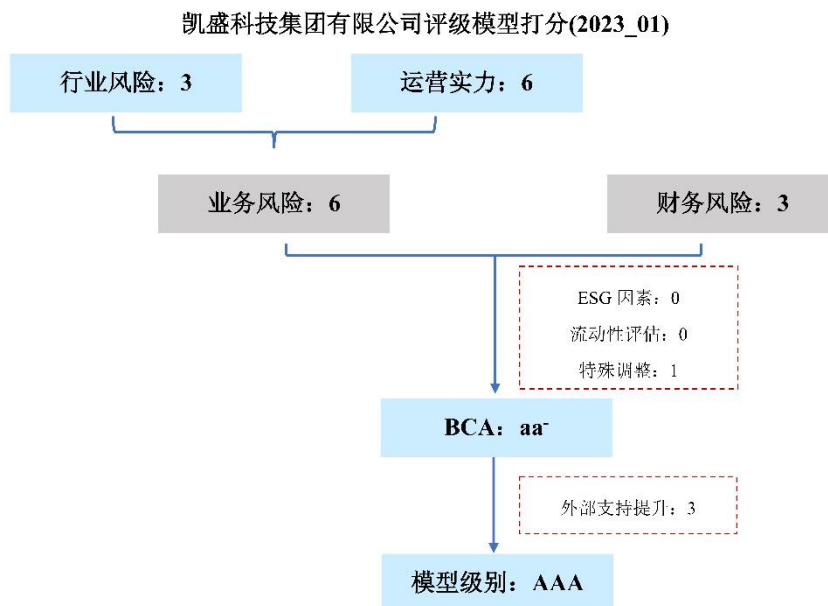 凯盛科技集团有限公司评级模型打分(2023_01)
行业风险：3
运营实力：6
业务风险：6
财务风险：3
ESG 因素：0
流动性评估：0
特殊调整：1
BCA：aa-
外部支持提升：3
模型级别：AAA